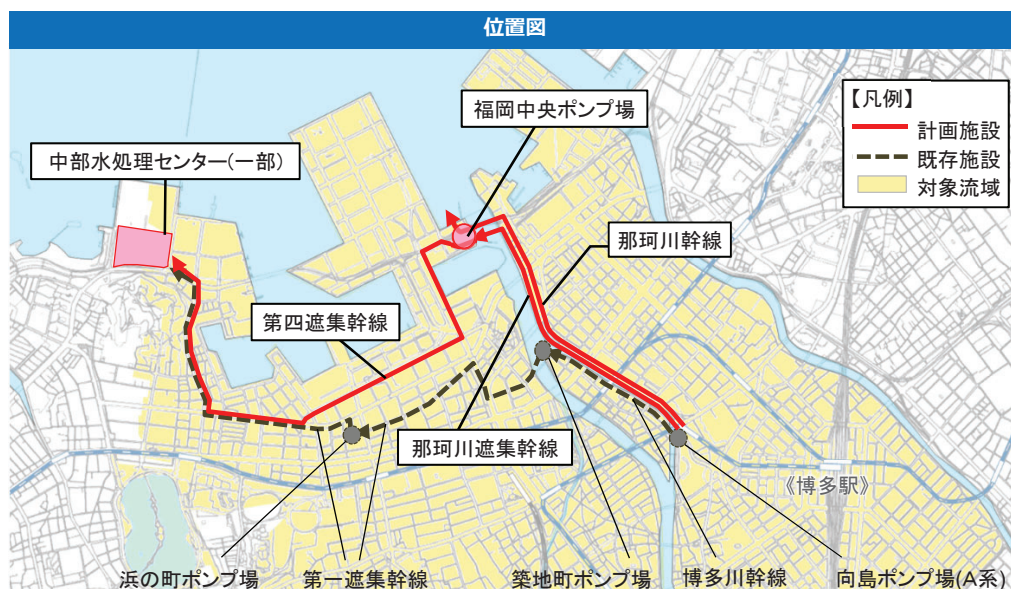 位置図
福岡中央ポンプ場
【凡例】
計画施設
既存施設
対象流域
中部水処理センター(一部)
那珂川幹線
第四遮集幹線
那珂川遮集幹線
《博多駅》
浜の町ポンプ場
第一遮集幹線
築地町ポンプ場
博多川幹線
向島ポンプ場(A系)